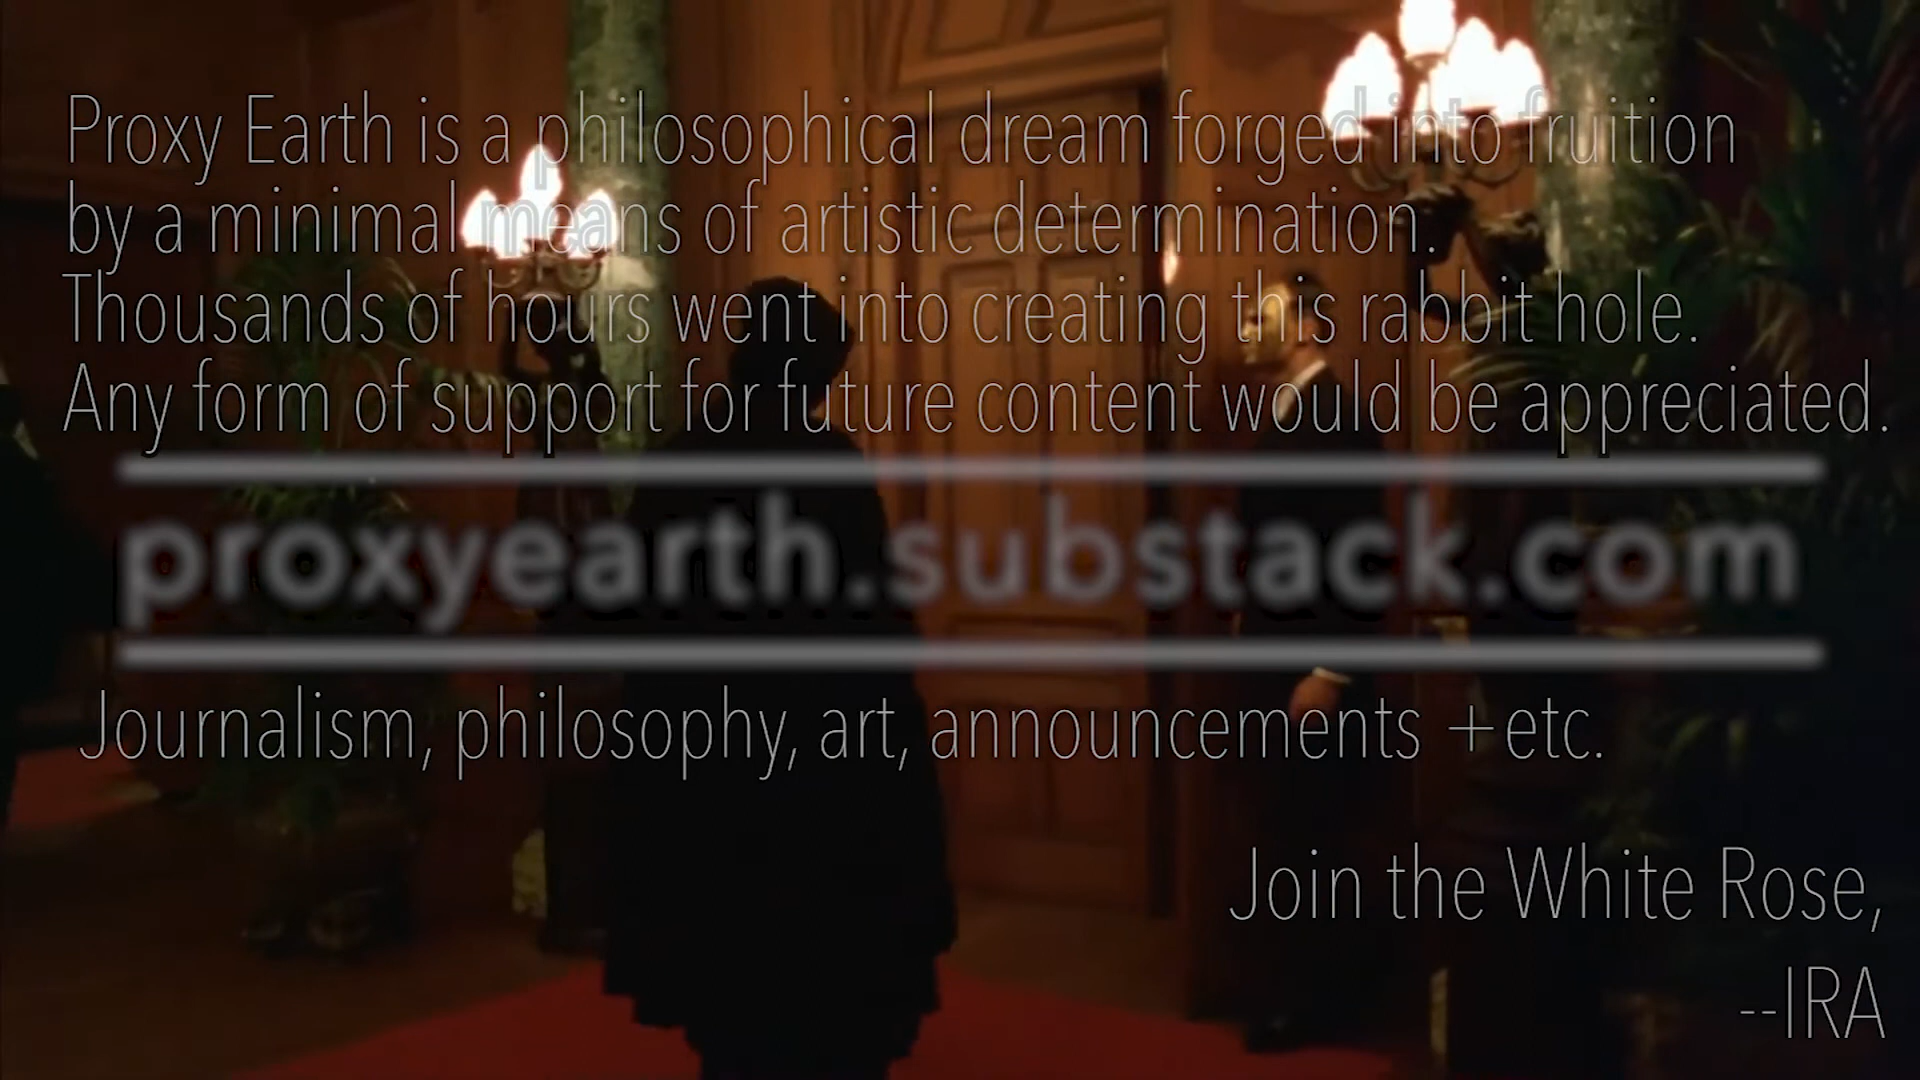 Proxy Earth is a philosophical dream forged into fruition
by a minimal means of artistic determination.
Thousands of hours went into creating this rabbit hole.
Any form of support for future content would be appreciated.
proxyearth.substack.com
Journalism, philosophy, art, announcements +etc.
Join the White Rose,
--IRA